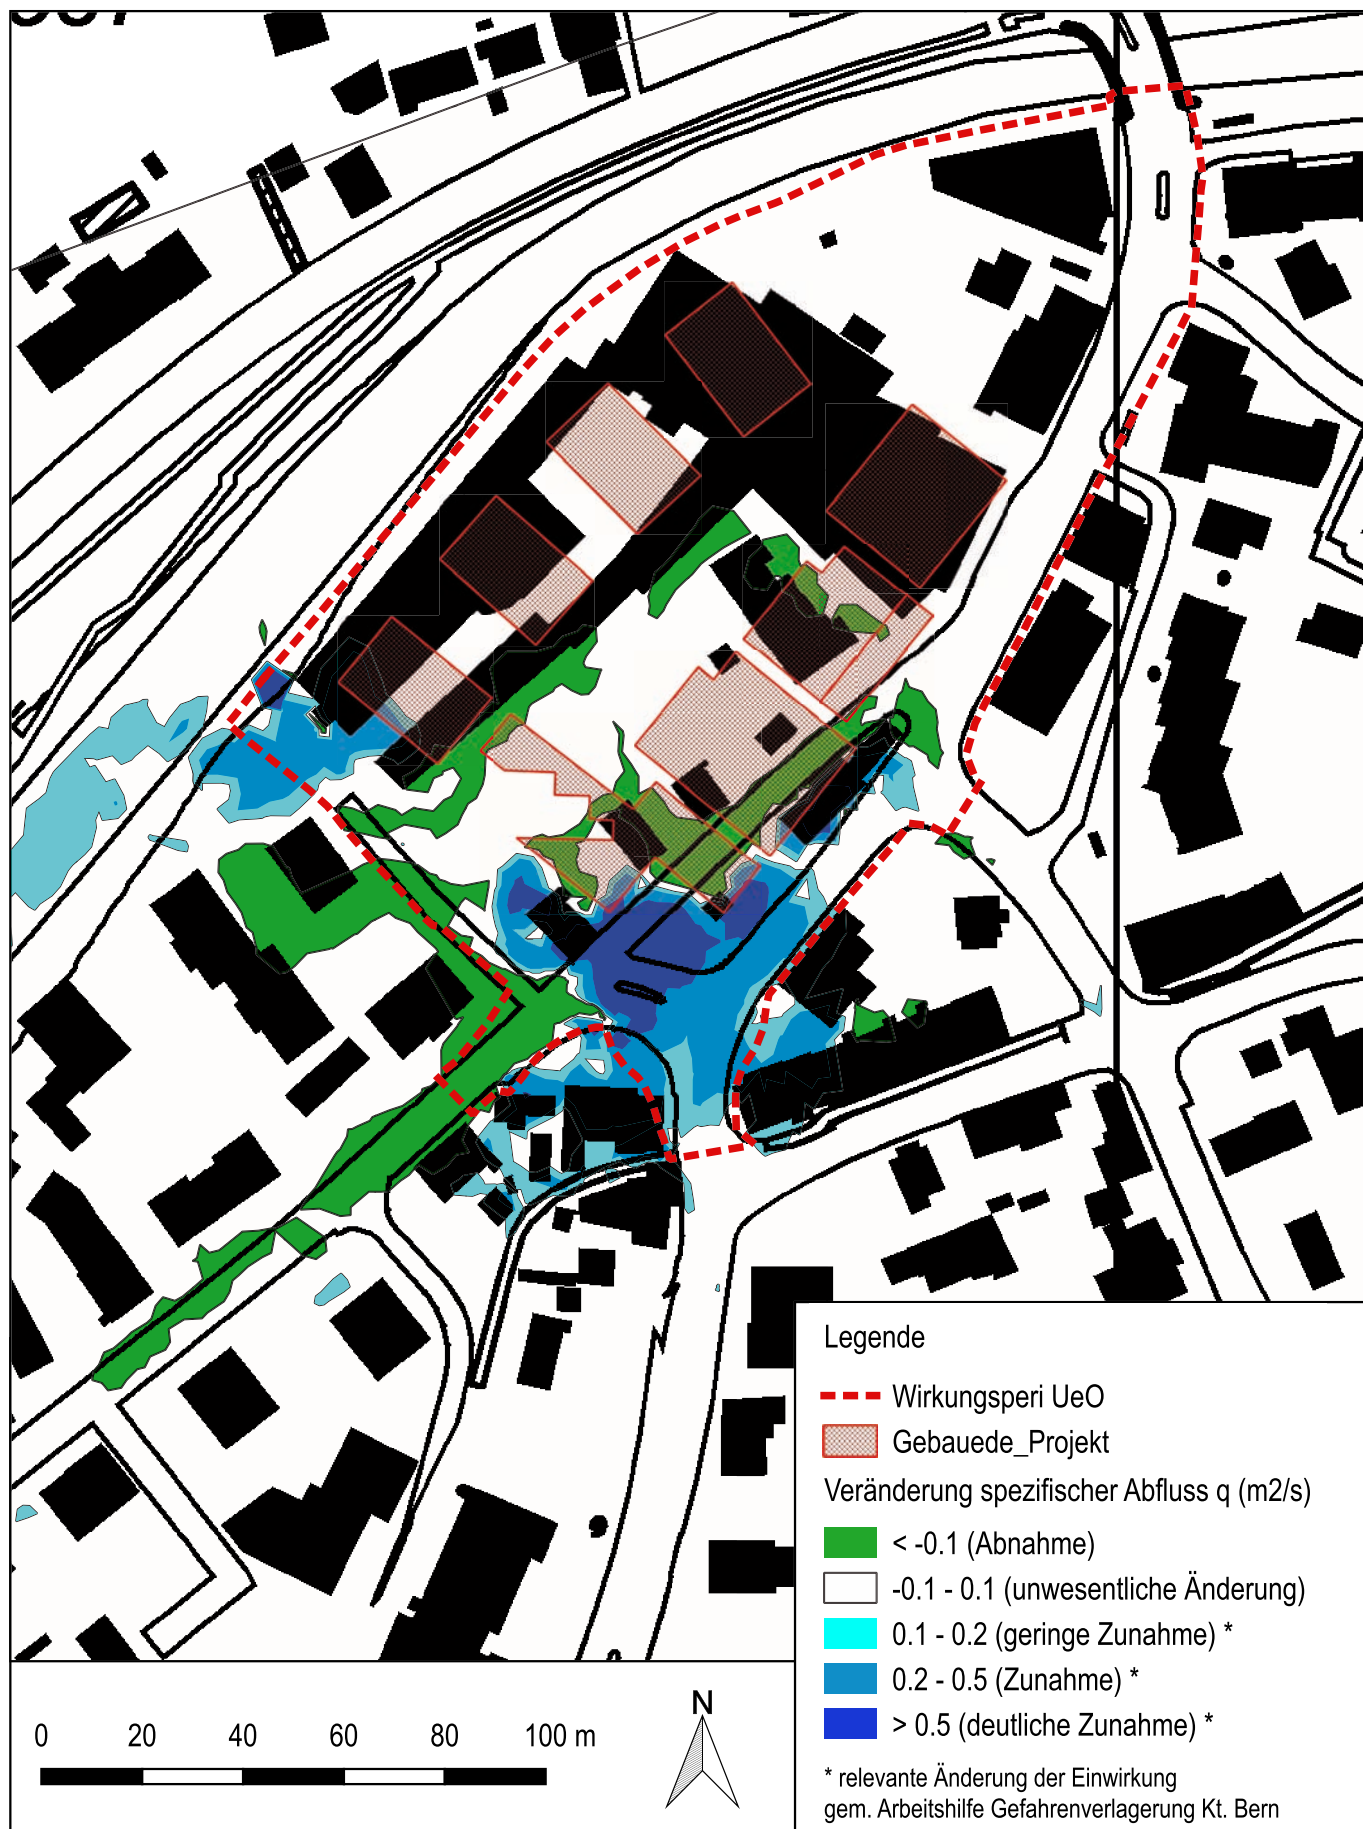 Legende
Wirkungsperi UeO
Gebauede_Projekt
Veränderung spezifischer Abfluss q (m2/s)
< -0.1 (Abnahme)
-0.1 - 0.1 (unwesentliche Änderung)
0.1 - 0.2 (geringe Zunahme) *
0.2 - 0.5 (Zunahme) *
> 0.5 (deutliche Zunahme) *
* relevante Änderung der Einwirkung
gem. Arbeitshilfe Gefahrenverlagerung Kt. Bern
0 20 40 60 80 100 m
N